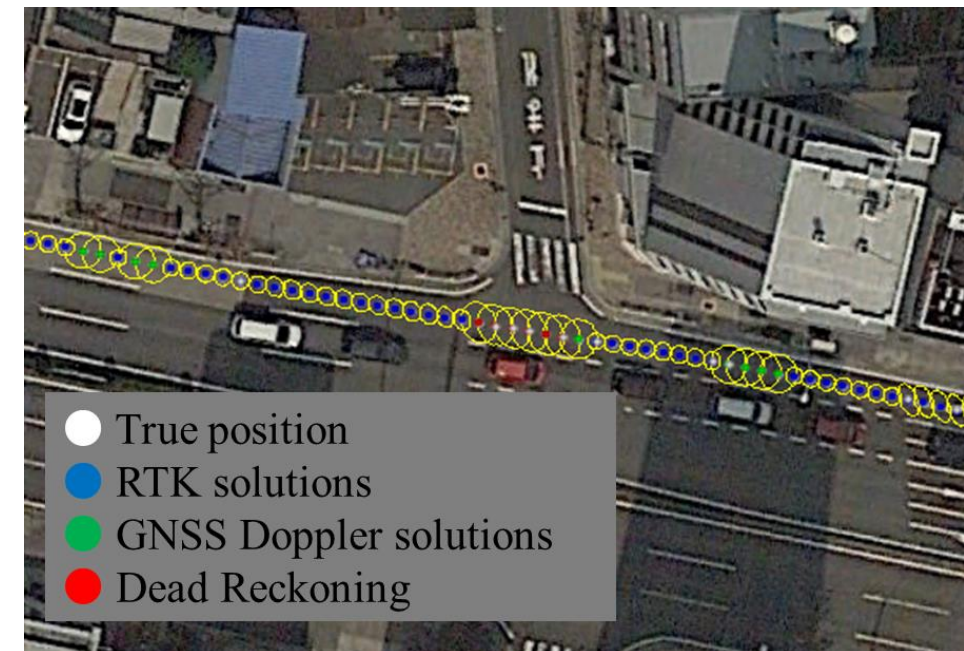 True position
RTK solutions
GNSS Doppler solutions
Dead Reckoning